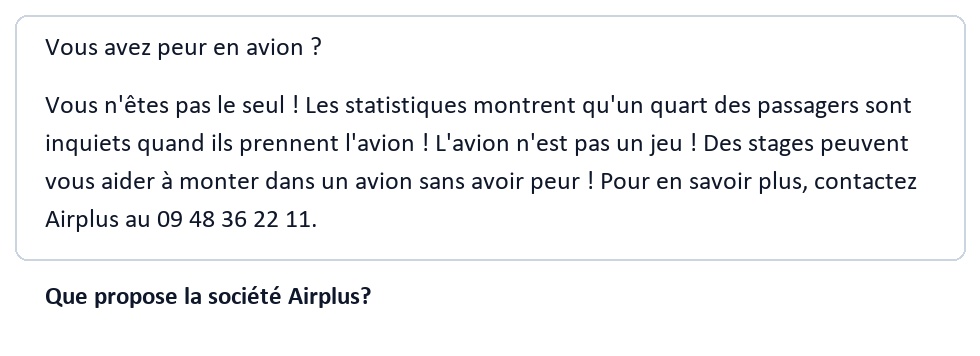 Vous avez peur en avion ?
Vous n'êtes pas le seul ! Les statistiques montrent qu'un quart des passagers sont
inquiets quand ils prennent l'avion ! L'avion n'est pas un jeu ! Des stages peuvent
vous aider à monter dans un avion sans avoir peur ! Pour en savoir plus, contactez
Airplus au 09 48 36 22 11.
Que propose la société Airplus?